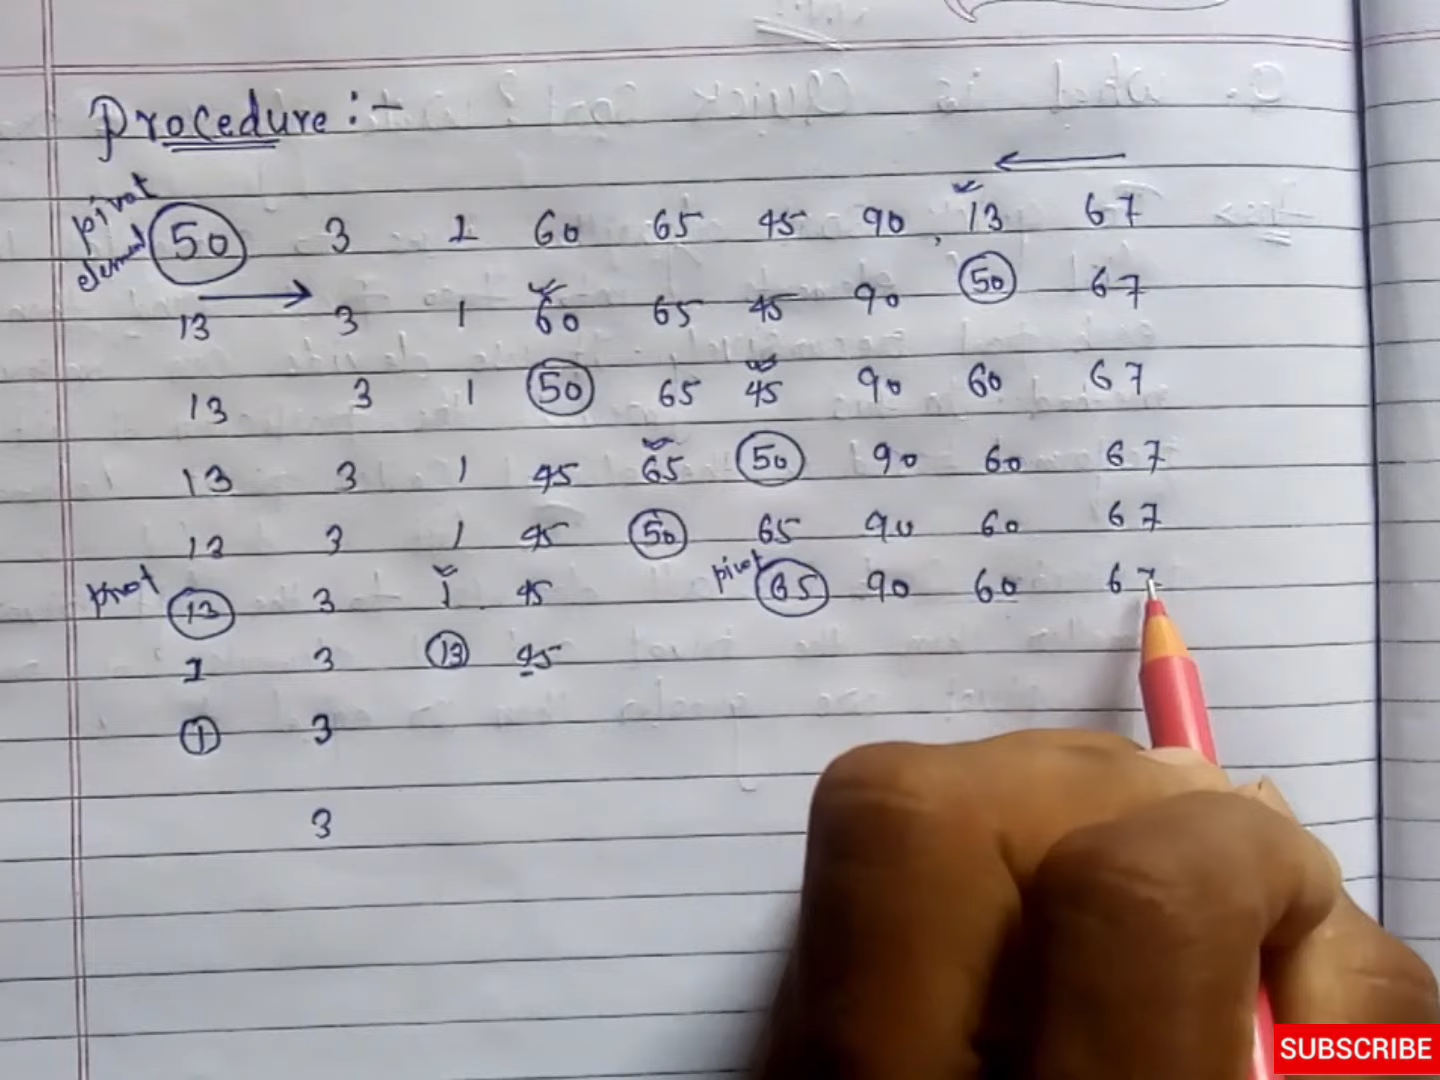 Procedure :-
pivat
element
50 3 1 60 65 45 90 13 67
13 3 1 60 65 45 90 50 67
13 3 1 50 65 45 90 60 67
13 3 1 45 65 50 90 60 67
13 3 1 45 50 65 90 60 67
pivot 13 3 1 45 pivot 65 90 60 67
1 3 13 45
1 3
3
SUBSCRIBE